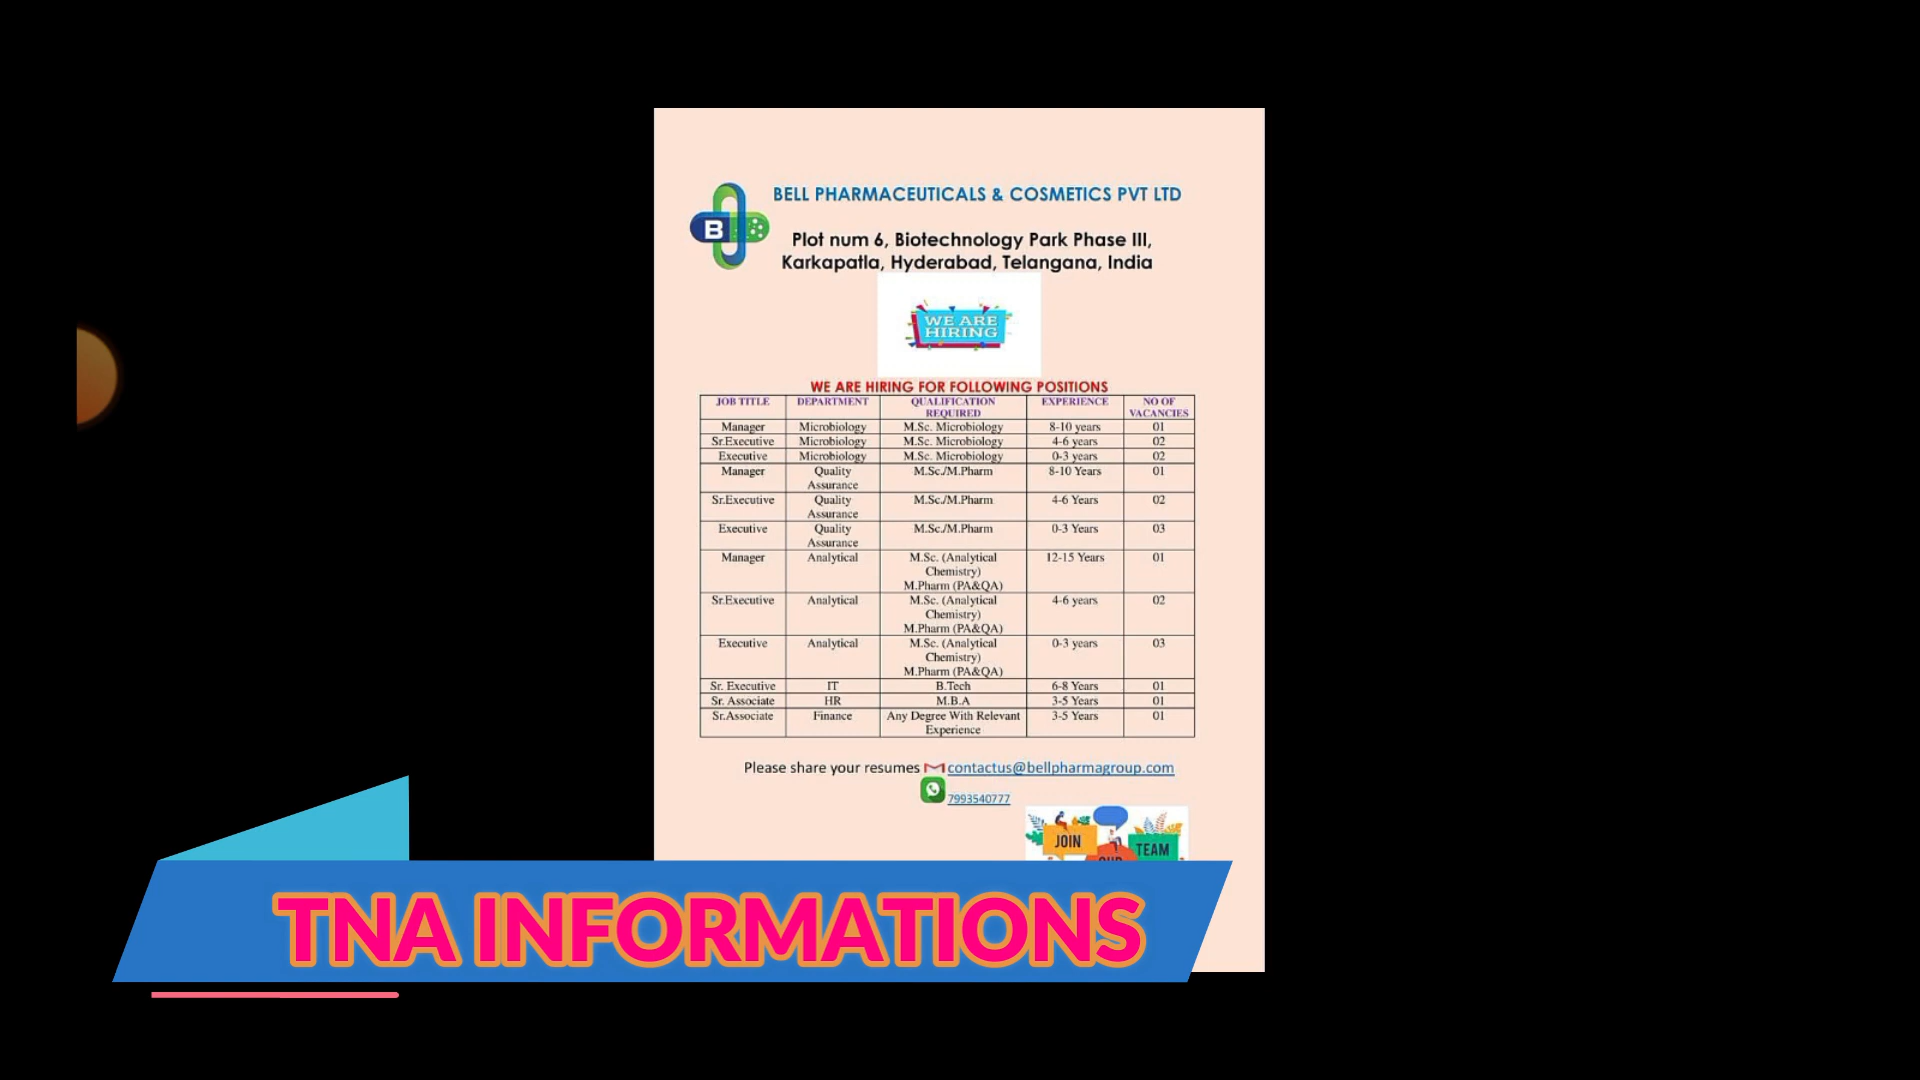 BELL PHARMACEUTICALS & COSMETICS PVT LTD
B
Plot num 6, Biotechnology Park Phase III,
Karkapatla, Hyderabad, Telangana, India
WE ARE
HIRING
WE ARE HIRING FOR FOLLOWING POSITIONS
JOB TITLE DEPARTMENT QUALIFICATION REQUIRED EXPERIENCE NO OF VACANCIES
Manager Microbiology M.Sc. Microbiology 8-10 years 01
Sr.Executive Microbiology M.Sc. Microbiology 4-6 years 02
Executive Microbiology M.Sc. Microbiology 0-3 years 02
Manager Quality Assurance M.Sc./M.Pharm 8-10 Years 01
Sr.Executive Quality Assurance M.Sc./M.Pharm 4-6 Years 02
Executive Quality Assurance M.Sc./M.Pharm 0-3 Years 03
Manager Analytical M.Sc. (Analytical Chemistry) M.Pharm (PA&QA) 12-15 Years 01
Sr.Executive Analytical M.Sc. (Analytical Chemistry) M.Pharm (PA&QA) 4-6 years 02
Executive Analytical M.Sc. (Analytical Chemistry) M.Pharm (PA&QA) 0-3 years 03
Sr. Executive IT B.Tech 6-8 Years 01
Sr. Associate HR M.B.A 3-5 Years 01
Sr.Associate Finance Any Degree With Relevant Experience 3-5 Years 01
Please share your resumes contactus@bellpharmagroup.com
7993540777
JOIN
OUR
TEAM
TNA INFORMATIONS